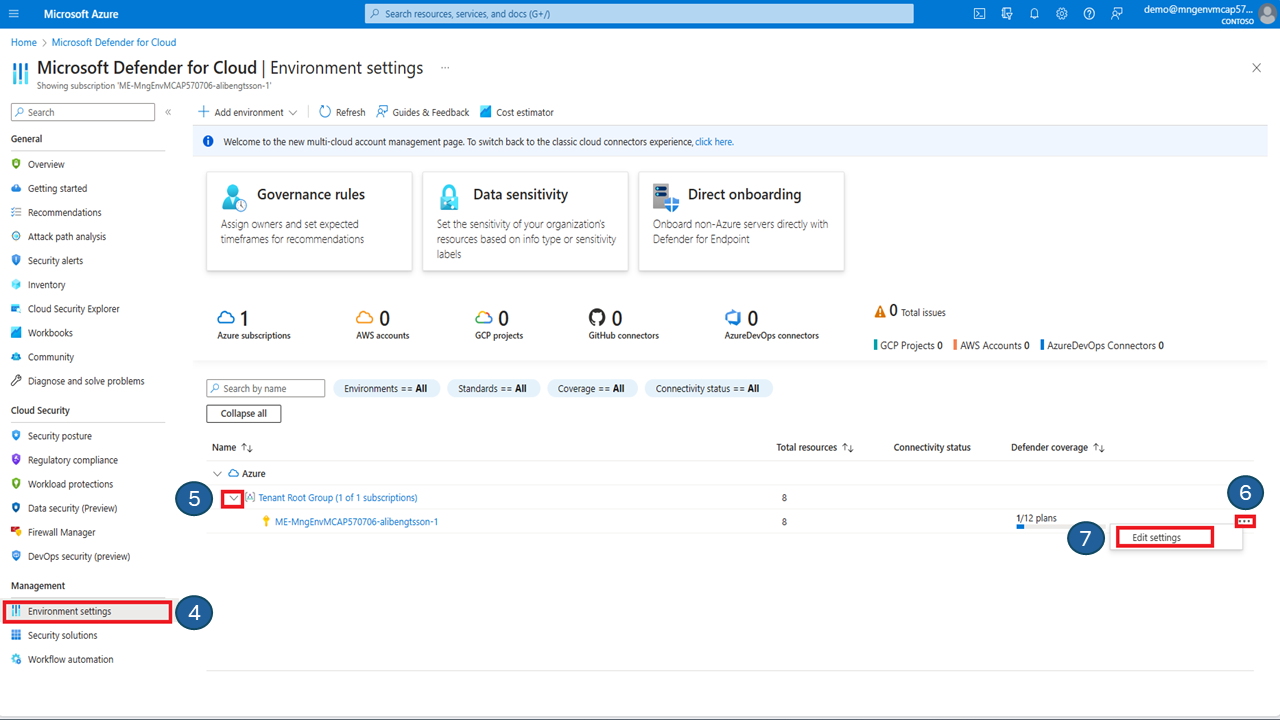 Microsoft Azure
Search resources, services, and docs (G+/)
demo@mngenvmcap57...
CONTOSO
Home > Microsoft Defender for Cloud >
Microsoft Defender for Cloud | Environment settings ...
Showing subscription 'ME-MngEnvMCAP570706-alibengtsson-1'
Search
«
General
Overview
Getting started
Recommendations
Attack path analysis
Security alerts
Inventory
Cloud Security Explorer
Workbooks
Community
Diagnose and solve problems
Cloud Security
Security posture
Regulatory compliance
Workload protections
Data security (Preview)
Firewall Manager
DevOps security (preview)
Management
Environment settings
4
Security solutions
Workflow automation
Add environment
Refresh
Guides & Feedback
Cost estimator
Welcome to the new multi-cloud account management page. To switch back to the classic cloud connectors experience, click here.
Governance rules
Assign owners and set expected
timeframes for recommendations
Data sensitivity
Set the sensitivity of your organization's
resources based on info type or sensitivity
labels
Direct onboarding
Onboard non-Azure servers directly with
Defender for Endpoint
1
Azure subscriptions
0
AWS accounts
0
GCP projects
0
GitHub connectors
0
AzureDevOps connectors
0 Total issues
GCP Projects 0
AWS Accounts 0
AzureDevOps Connectors 0
Search by name
Environments == All
Standards == All
Coverage == All
Connectivity status == All
Collapse all
Name ↑↓
Total resources ↑↓
Connectivity status
Defender coverage ↑↓
Azure
5
Tenant Root Group (1 of 1 subscriptions)
8
6
ME-MngEnvMCAP570706-alibengtsson-1
8
1/12 plans
...
7
Edit settings